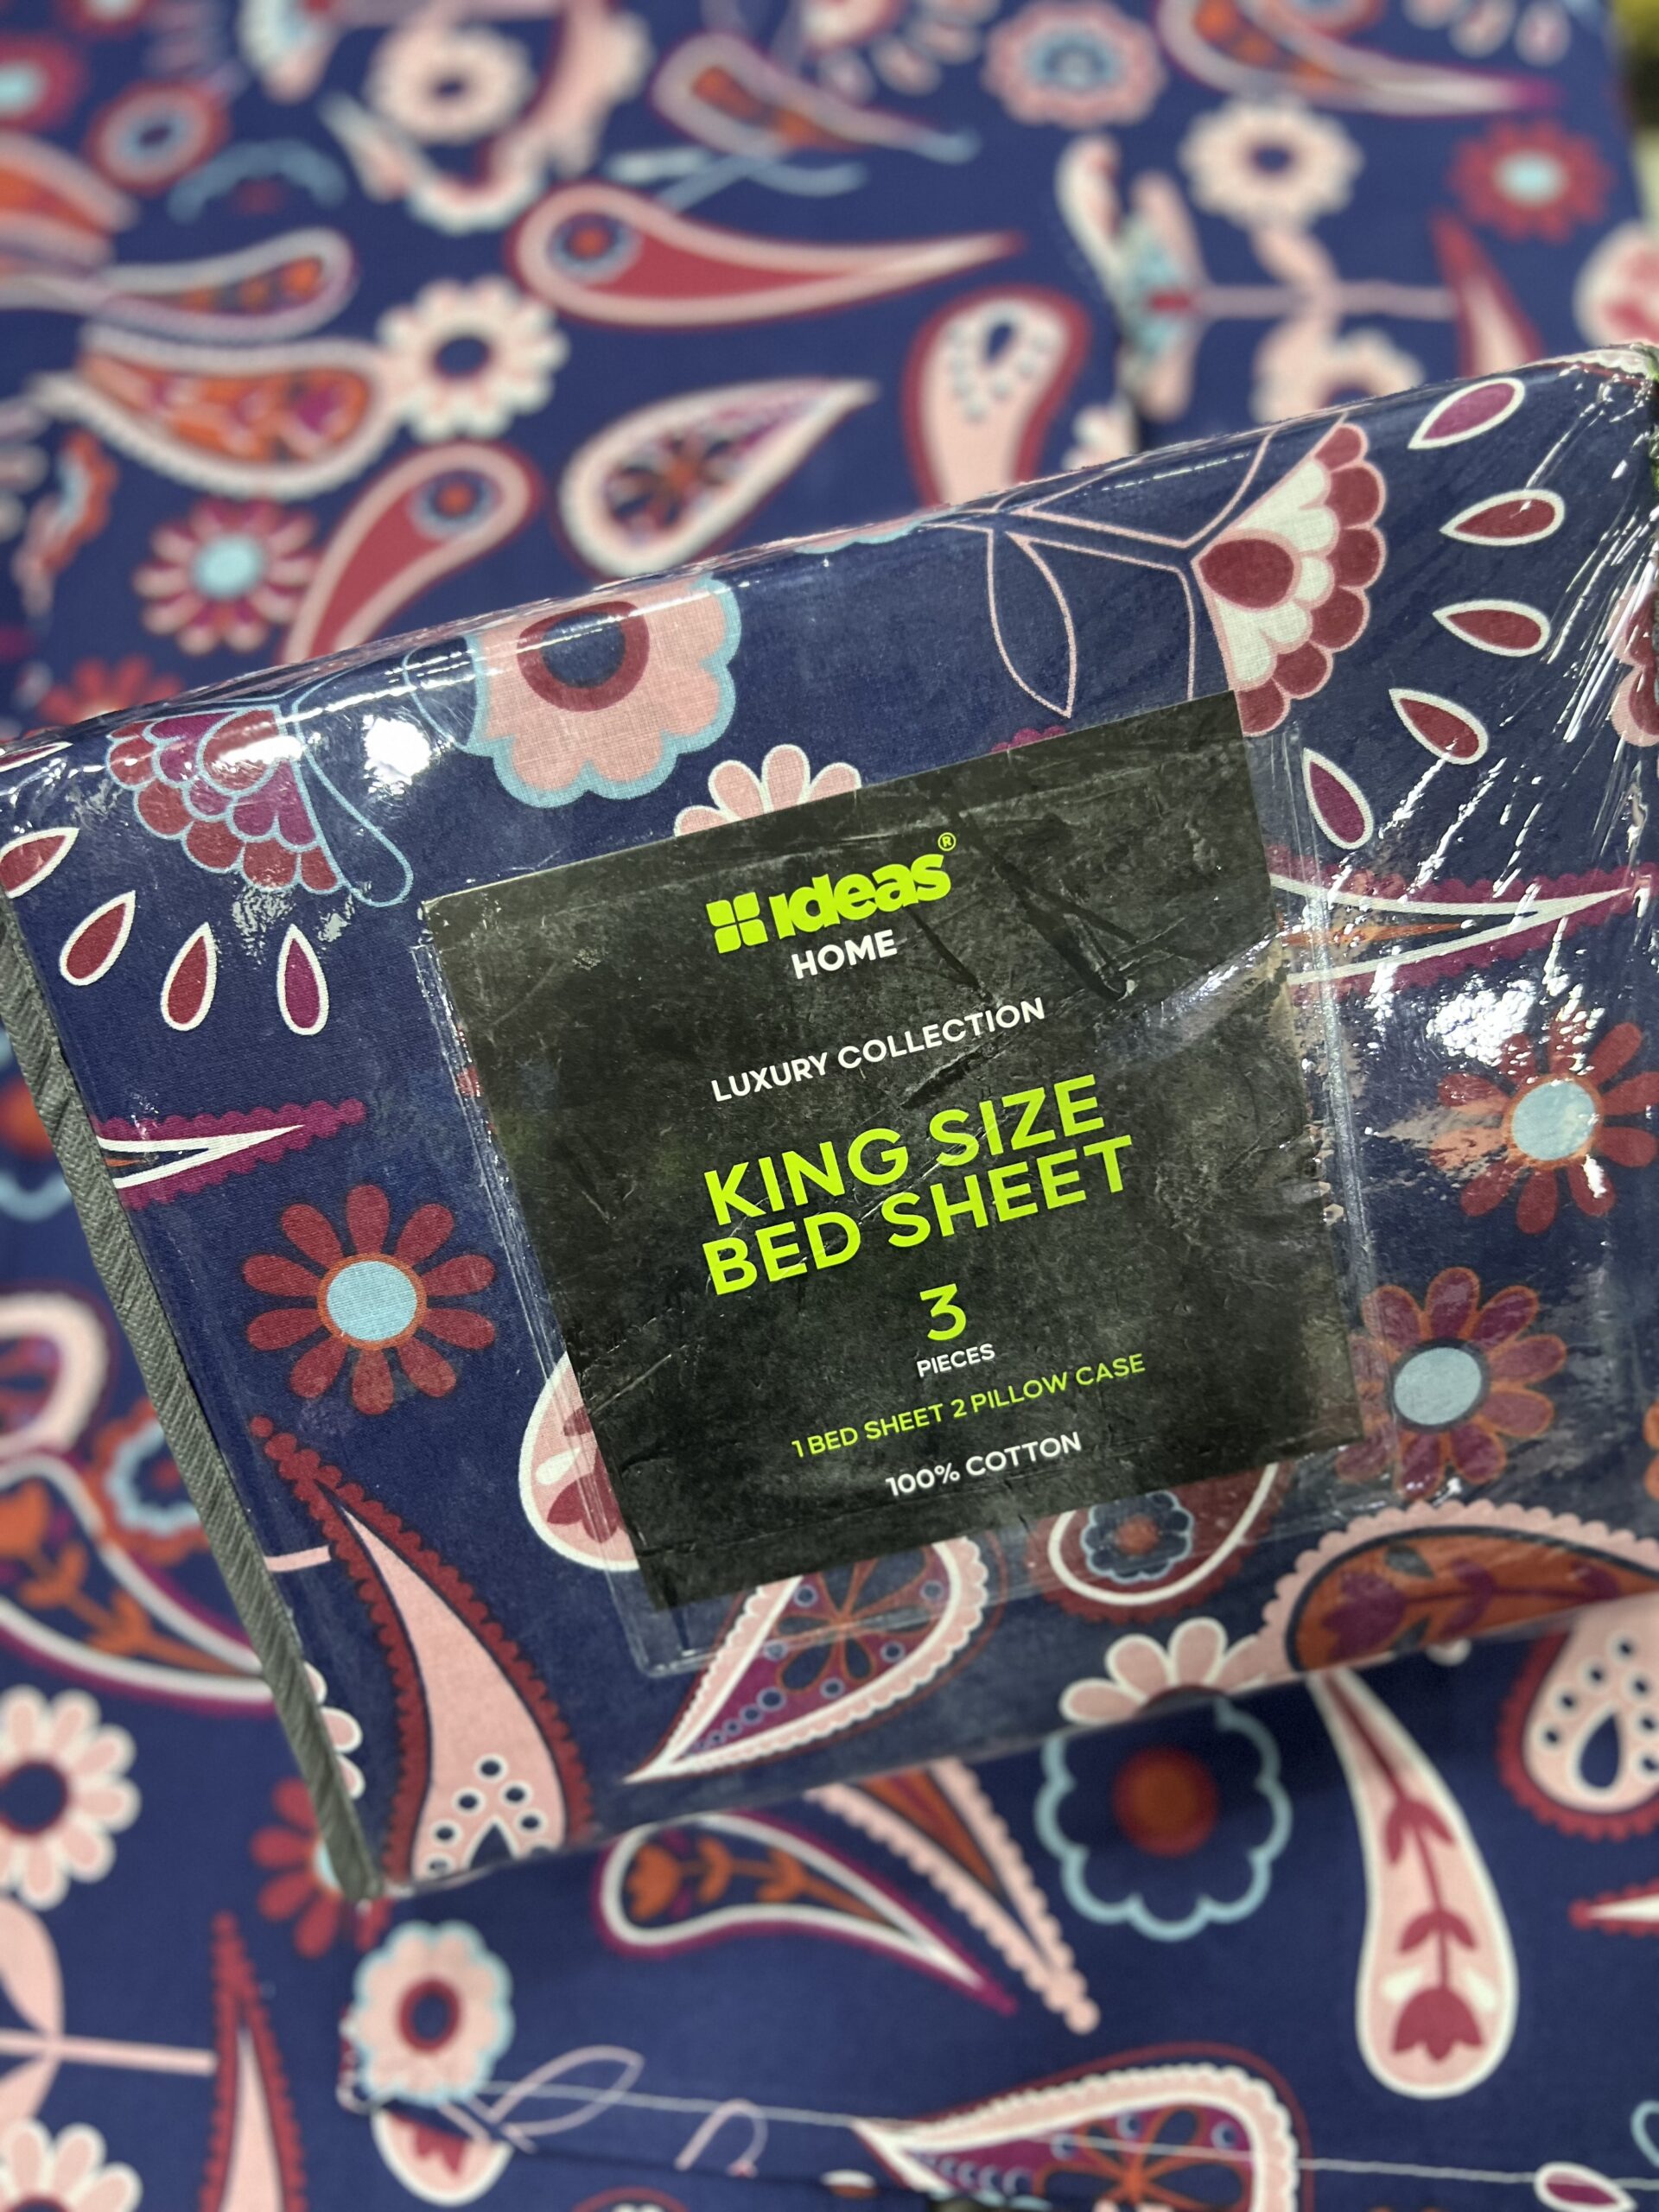 ideas®
HOME
LUXURY COLLECTION
KING SIZE
BED SHEET
3
PIECES
1 BED SHEET 2 PILLOW CASE
100% COTTON